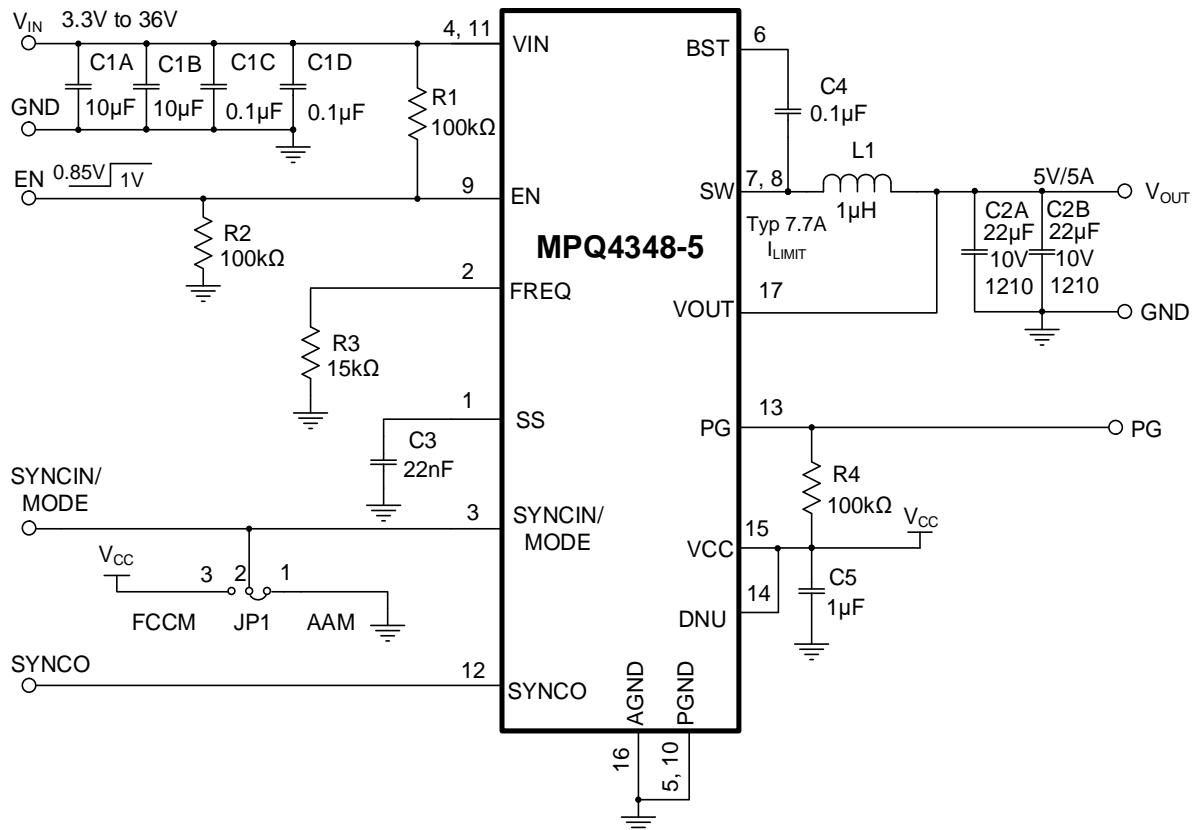 VIN 3.3V to 36V
4, 11
VIN
C1A
C1B
C1C
C1D
10µF
10µF
0.1µF
0.1µF
GND
R1
100kΩ
EN
0.85V
1V
9
EN
R2
100kΩ
2
FREQ
R3
15kΩ
1
SS
C3
22nF
SYNCIN/
MODE
3
SYNCIN/
MODE
VCC
3
2
1
FCCM
JP1
AAM
SYNCO
12
SYNCO
MPQ4348-5
AGND
PGND
16
5, 10
BST
6
C4
0.1µF
L1
SW
7, 8
1µH
Typ 7.7A
ILIMIT
5V/5A
VOUT
C2A
22µF
10V
1210
C2B
22µF
10V
1210
17
VOUT
GND
13
PG
PG
R4
100kΩ
15
VCC
VCC
14
DNU
C5
1µF